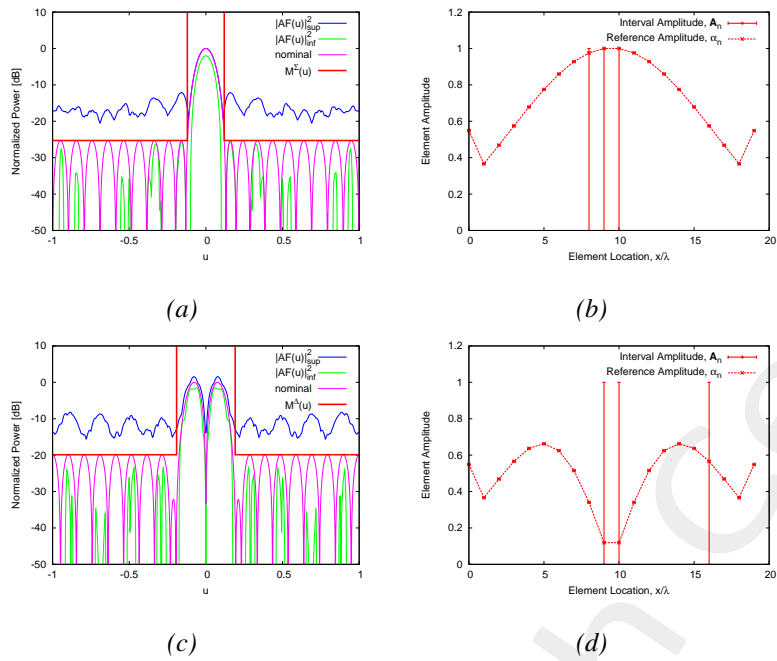 |AF(u)|²sup
|AF(u)|²inf
nominal
M^Σ(u)
Normalized Power [dB]
10
0
-10
-20
-30
-40
-50
-1
-0.5
0
0.5
1
u
(a)
Interval Amplitude, Aₙ
Reference Amplitude, αₙ
Element Amplitude
1.2
1
0.8
0.6
0.4
0.2
0
0
5
10
15
20
Element Location, x/λ
(b)
|AF(u)|²sup
|AF(u)|²inf
nominal
M^Δ(u)
Normalized Power [dB]
10
0
-10
-20
-30
-40
-50
-1
-0.5
0
0.5
1
u
(c)
Interval Amplitude, Aₙ
Reference Amplitude, αₙ
Element Amplitude
1.2
1
0.8
0.6
0.4
0.2
0
0
5
10
15
20
Element Location, x/λ
(d)